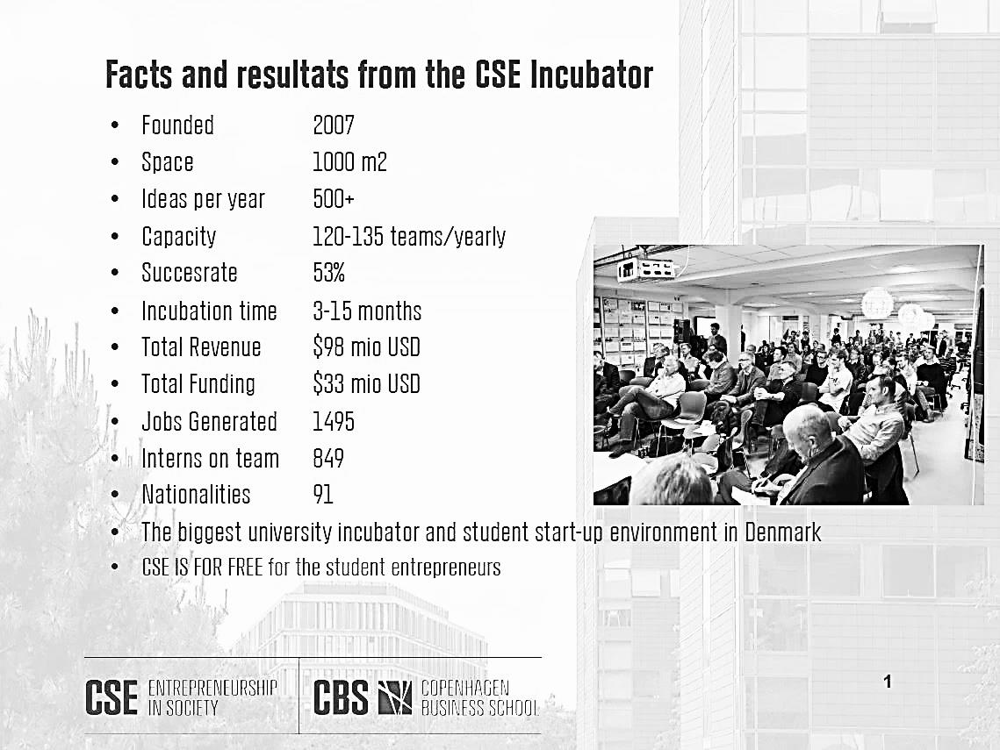 Facts and resultats from the CSE Incubator
• Founded 2007
• Space 1000 m2
• Ideas per year 500+
• Capacity 120-135 teams/yearly
• Succesrate 53%
• Incubation time 3-15 months
• Total Revenue $98 mio USD
• Total Funding $33 mio USD
• Jobs Generated 1495
• Interns on team 849
• Nationalities 91
• The biggest university incubator and student start-up environment in Denmark
• CSE IS FOR FREE for the student entrepreneurs
CSE ENTREPRENEURSHIP IN SOCIETY
CBS COPENHAGEN BUSINESS SCHOOL
1